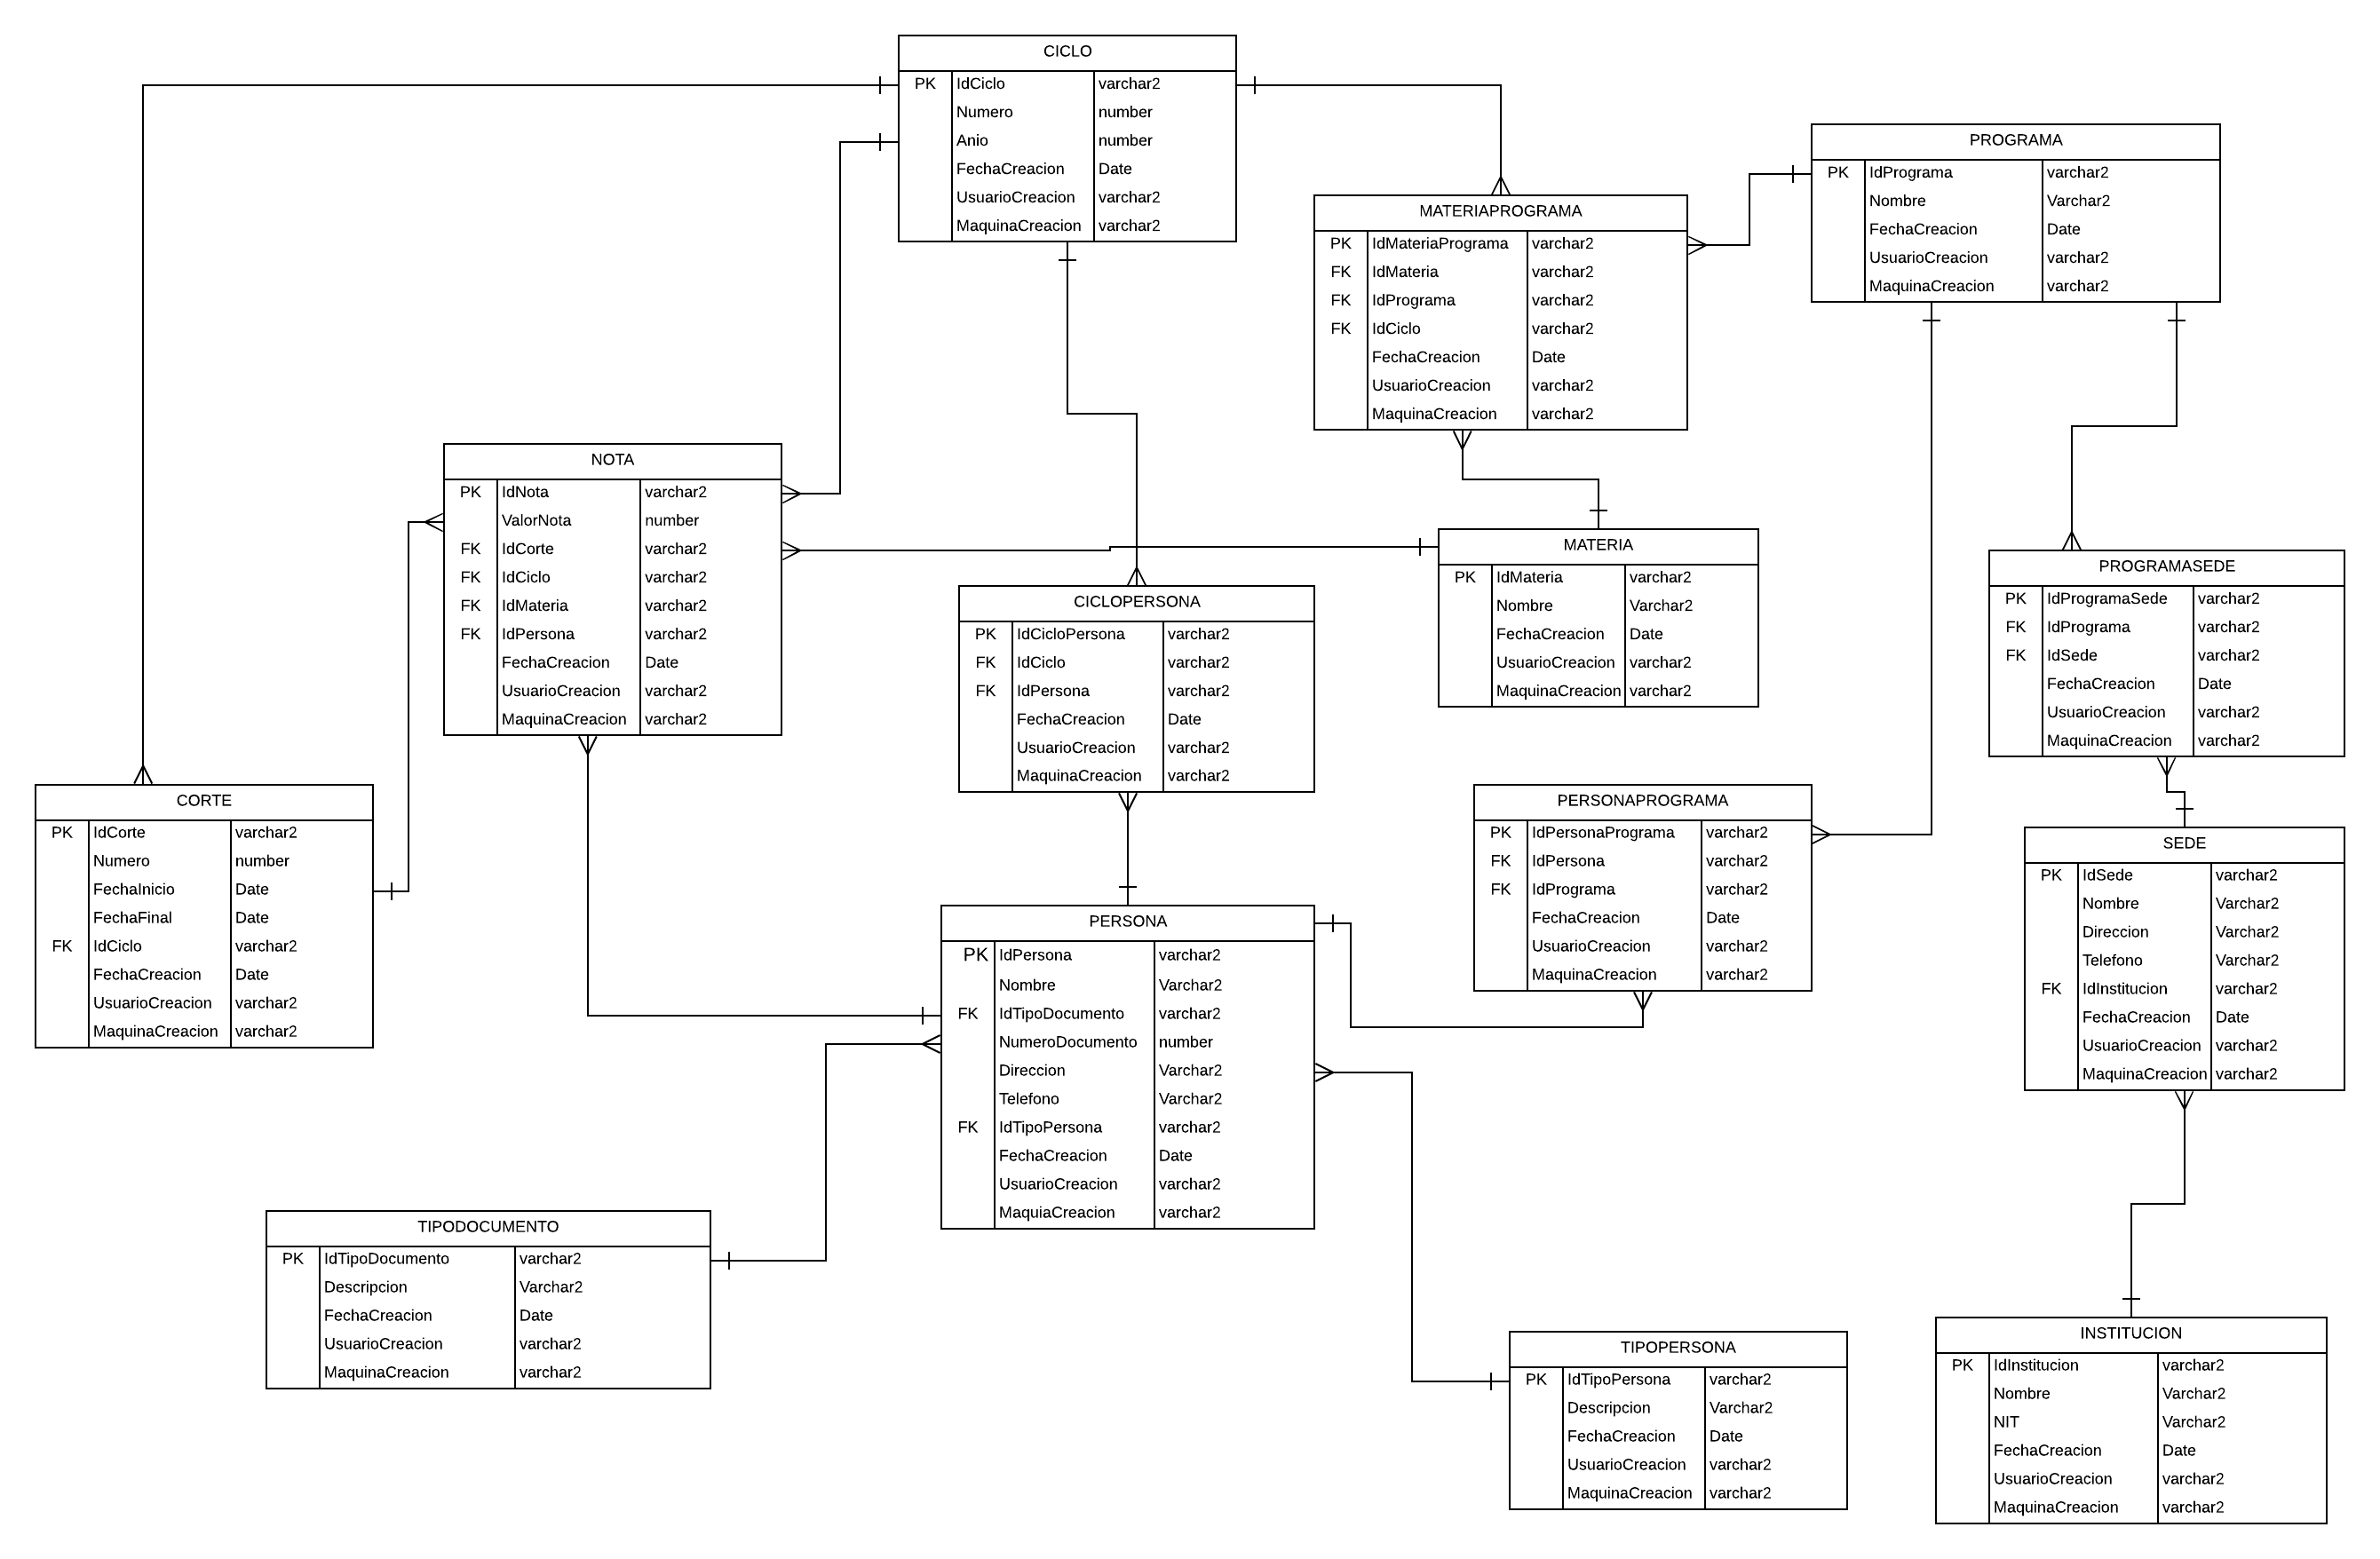 CICLO
PK IdCiclo varchar2
Numero number
Anio number
FechaCreacion Date
UsuarioCreacion varchar2
MaquinaCreacion varchar2
PROGRAMA
PK IdPrograma varchar2
Nombre Varchar2
FechaCreacion Date
UsuarioCreacion varchar2
MaquinaCreacion varchar2
MATERIAPROGRAMA
PK IdMateriaPrograma varchar2
FK IdMateria varchar2
FK IdPrograma varchar2
FK IdCiclo varchar2
FechaCreacion Date
UsuarioCreacion varchar2
MaquinaCreacion varchar2
NOTA
PK IdNota varchar2
ValorNota number
FK IdCorte varchar2
FK IdCiclo varchar2
FK IdMateria varchar2
FK IdPersona varchar2
FechaCreacion Date
UsuarioCreacion varchar2
MaquinaCreacion varchar2
MATERIA
PK IdMateria varchar2
Nombre Varchar2
FechaCreacion Date
UsuarioCreacion varchar2
MaquinaCreacion varchar2
PROGRAMASEDE
PK IdProgramaSede varchar2
FK IdPrograma varchar2
FK IdSede varchar2
FechaCreacion Date
UsuarioCreacion varchar2
MaquinaCreacion varchar2
CICLOPERSONA
PK IdCicloPersona varchar2
FK IdCiclo varchar2
FK IdPersona varchar2
FechaCreacion Date
UsuarioCreacion varchar2
MaquinaCreacion varchar2
CORTE
PK IdCorte varchar2
Numero number
FechaInicio Date
FechaFinal Date
FK IdCiclo varchar2
FechaCreacion Date
UsuarioCreacion varchar2
MaquinaCreacion varchar2
PERSONAPROGRAMA
PK IdPersonaPrograma varchar2
FK IdPersona varchar2
FK IdPrograma varchar2
FechaCreacion Date
UsuarioCreacion varchar2
MaquinaCreacion varchar2
SEDE
PK IdSede varchar2
Nombre Varchar2
Direccion Varchar2
Telefono Varchar2
FK IdInstitucion varchar2
FechaCreacion Date
UsuarioCreacion varchar2
MaquinaCreacion varchar2
PERSONA
PK IdPersona varchar2
Nombre Varchar2
FK IdTipoDocumento varchar2
NumeroDocumento number
Direccion Varchar2
Telefono Varchar2
FK IdTipoPersona varchar2
FechaCreacion Date
UsuarioCreacion varchar2
MaquiaCreacion varchar2
TIPODOCUMENTO
PK IdTipoDocumento varchar2
Descripcion Varchar2
FechaCreacion Date
UsuarioCreacion varchar2
MaquinaCreacion varchar2
TIPOPERSONA
PK IdTipoPersona varchar2
Descripcion Varchar2
FechaCreacion Date
UsuarioCreacion varchar2
MaquinaCreacion varchar2
INSTITUCION
PK IdInstitucion varchar2
Nombre Varchar2
NIT Varchar2
FechaCreacion Date
UsuarioCreacion varchar2
MaquinaCreacion varchar2